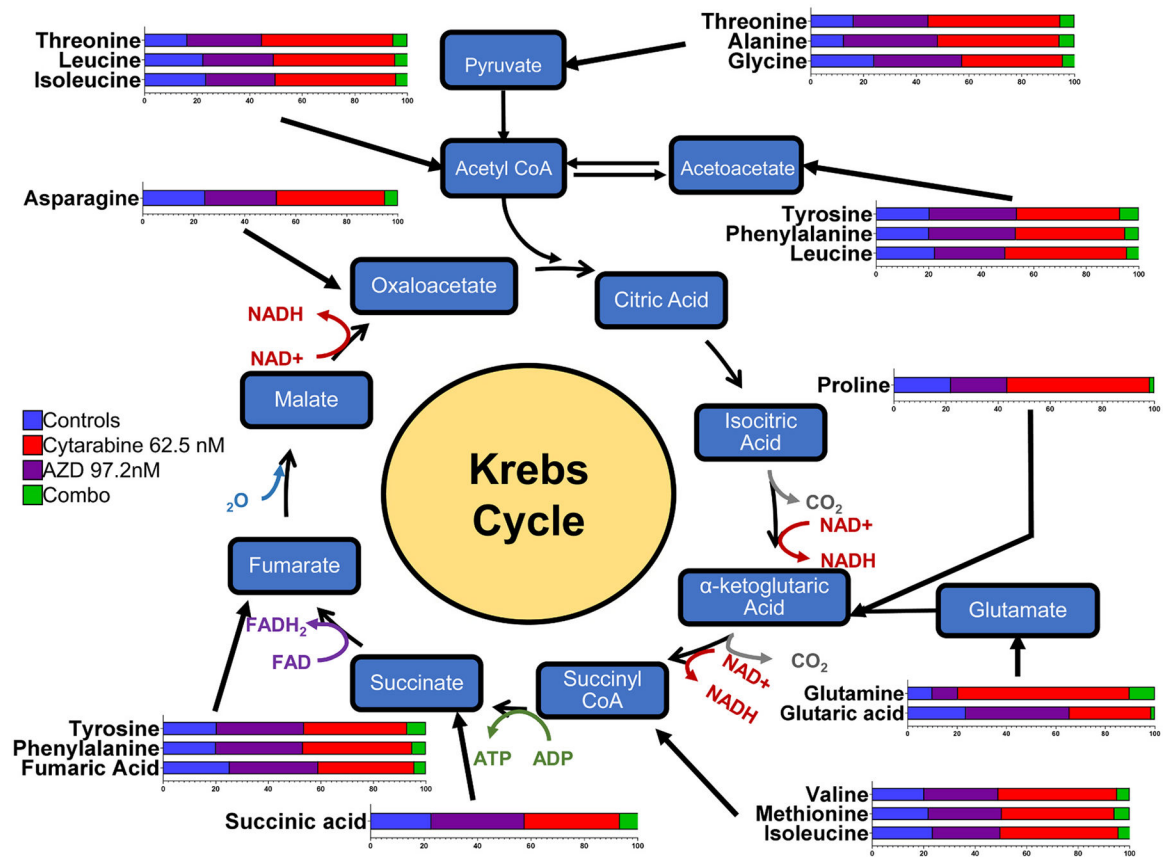 Threonine
Leucine
Isoleucine
0 20 40 60 80 100
Pyruvate
Threonine
Alanine
Glycine
0 20 40 60 80 100
Acetyl CoA
Acetoacetate
Asparagine
0 20 40 60 80 100
Tyrosine
Phenylalanine
Leucine
0 20 40 60 80 100
Oxaloacetate
Citric Acid
NADH
NAD+
Malate
Proline
0 20 40 60 80 100
Isocitric
Acid
Controls
Cytarabine 62.5 nM
AZD 97.2nM
Combo
Krebs
Cycle
₂O
CO₂
NAD+
NADH
Fumarate
α-ketoglutaric
Acid
Glutamate
FADH₂
FAD
Succinate
Succinyl
CoA
NAD+
NADH
CO₂
ATP
ADP
Glutamine
Glutaric acid
0 20 40 60 80 100
Tyrosine
Phenylalanine
Fumaric Acid
0 20 40 60 80 100
Succinic acid
0 20 40 60 80 100
Valine
Methionine
Isoleucine
0 20 40 60 80 100